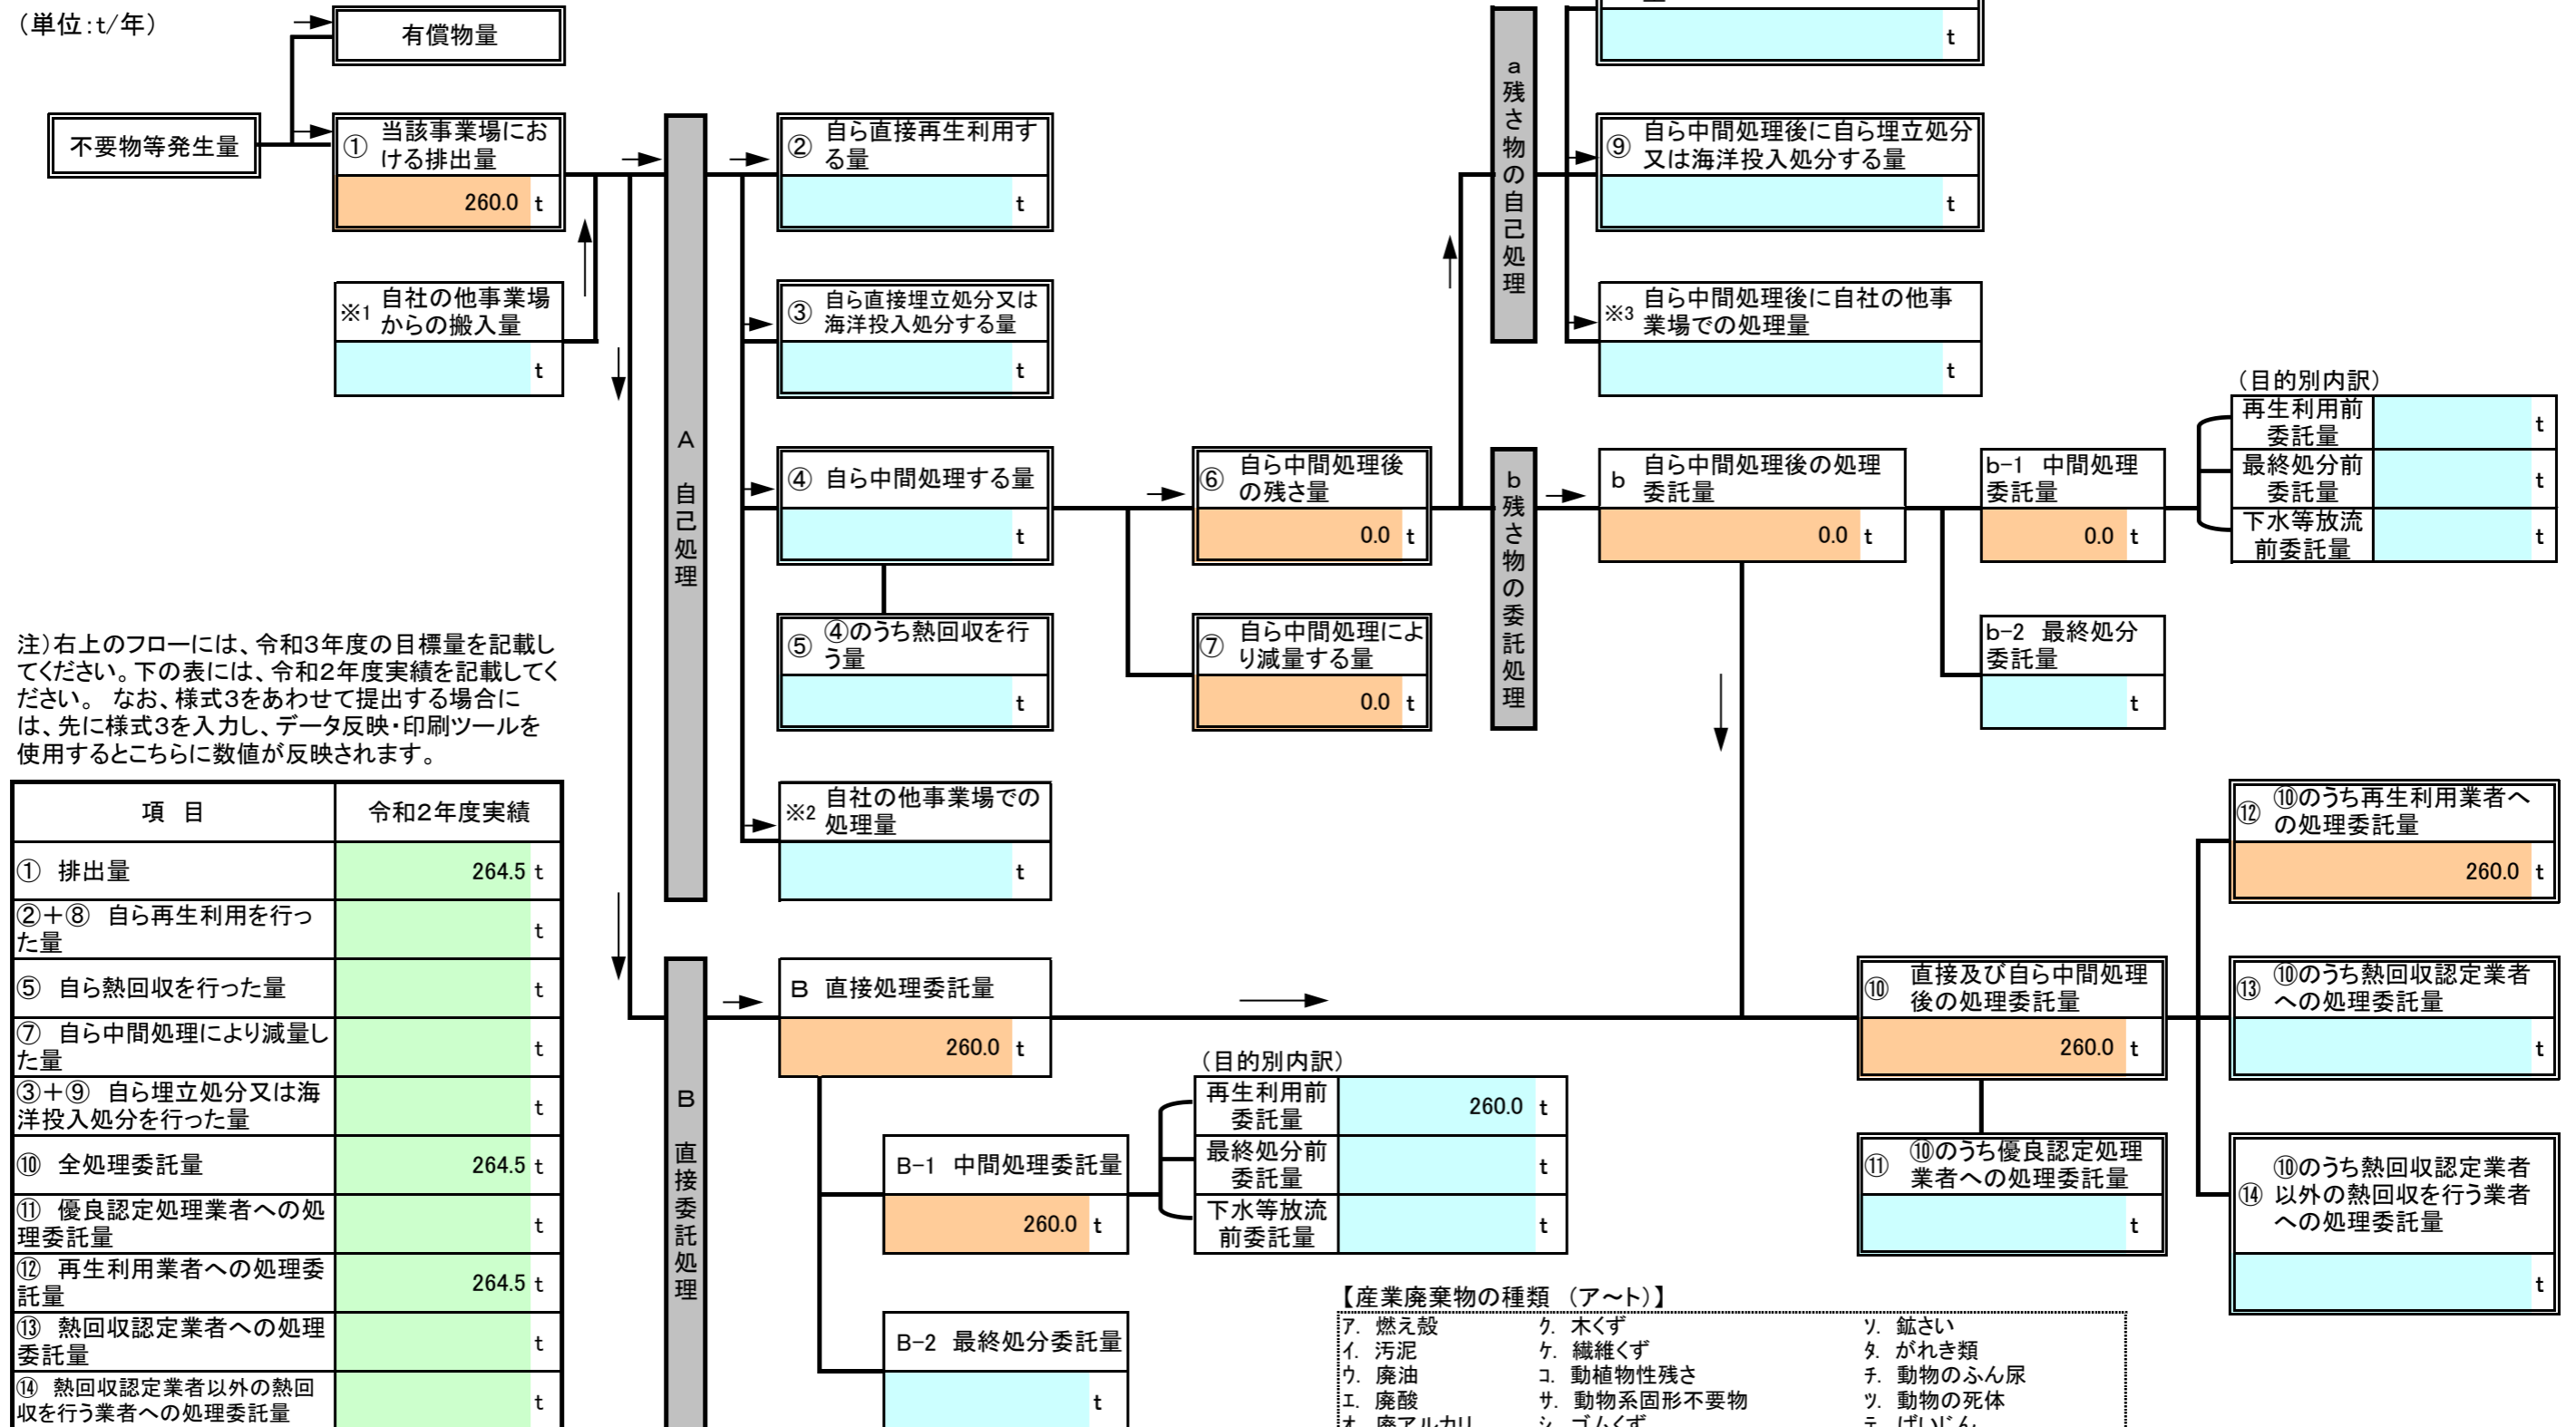 （単位:t/年）
有償物量
不要物等発生量
① 当該事業場にお
ける排出量
260.0 t
※1 自社の他事業場
からの搬入量
t
A 自己処理
② 自ら直接再生利用す
る量
t
③ 自ら直接埋立処分又は
海洋投入処分する量
t
④ 自ら中間処理する量
t
⑤ ④のうち熱回収を行
う量
t
※2 自社の他事業場での
処理量
t
⑥ 自ら中間処理後
の残さ量
0.0 t
⑦ 自ら中間処理によ
り減量する量
0.0 t
a 残さ物の自己処理
t
⑨ 自ら中間処理後に自ら埋立処分
又は海洋投入処分する量
t
※3 自ら中間処理後に自社の他事
業場での処理量
t
b 残さ物の委託処理
b 自ら中間処理後の処理
委託量
0.0 t
b-1 中間処理
委託量
0.0 t
（目的別内訳）
再生利用前
委託量
t
最終処分前
委託量
t
下水等放流
前委託量
t
b-2 最終処分
委託量
t
注）右上のフローには、令和3年度の目標量を記載し
てください。下の表には、令和2年度実績を記載してく
ださい。 なお、様式3をあわせて提出する場合に
は、先に様式3を入力し、データ反映・印刷ツールを
使用するとこちらに数値が反映されます。
項 目 令和2年度実績
① 排出量 264.5 t
②+⑧ 自ら再生利用を行っ
た量 t
⑤ 自ら熱回収を行った量 t
⑦ 自ら中間処理により減量し
た量 t
③+⑨ 自ら埋立処分又は海
洋投入処分を行った量 t
⑩ 全処理委託量 264.5 t
⑪ 優良認定処理業者への処
理委託量 t
⑫ 再生利用業者への処理委
託量 264.5 t
⑬ 熱回収認定業者への処理
委託量 t
⑭ 熱回収認定業者以外の熱回
収を行う業者への処理委託量 t
B 直接委託処理
B 直接処理委託量
260.0 t
B-1 中間処理委託量
260.0 t
（目的別内訳）
再生利用前
委託量
260.0 t
最終処分前
委託量
t
下水等放流
前委託量
t
B-2 最終処分委託量
t
⑩ 直接及び自ら中間処理
後の処理委託量
260.0 t
⑪ ⑩のうち優良認定処理
業者への処理委託量
t
⑫ ⑩のうち再生利用業者へ
の処理委託量
260.0 t
⑬ ⑩のうち熱回収認定業者
への処理委託量
t
⑭ ⑩のうち熱回収認定業者
以外の熱回収を行う業者
への処理委託量
t
【産業廃棄物の種類 （ア～ト）】
ｱ. 燃え殻 ｸ. 木くず ｿ. 鉱さい
ｲ. 汚泥 ｹ. 繊維くず ﾀ. がれき類
ｳ. 廃油 ｺ. 動植物性残さ ﾁ. 動物のふん尿
ｴ. 廃酸 ｻ. 動物系固形不要物 ﾂ. 動物の死体
ｵ. 廃アルカリ ｼ. ゴムくず ﾃ. ばいじん